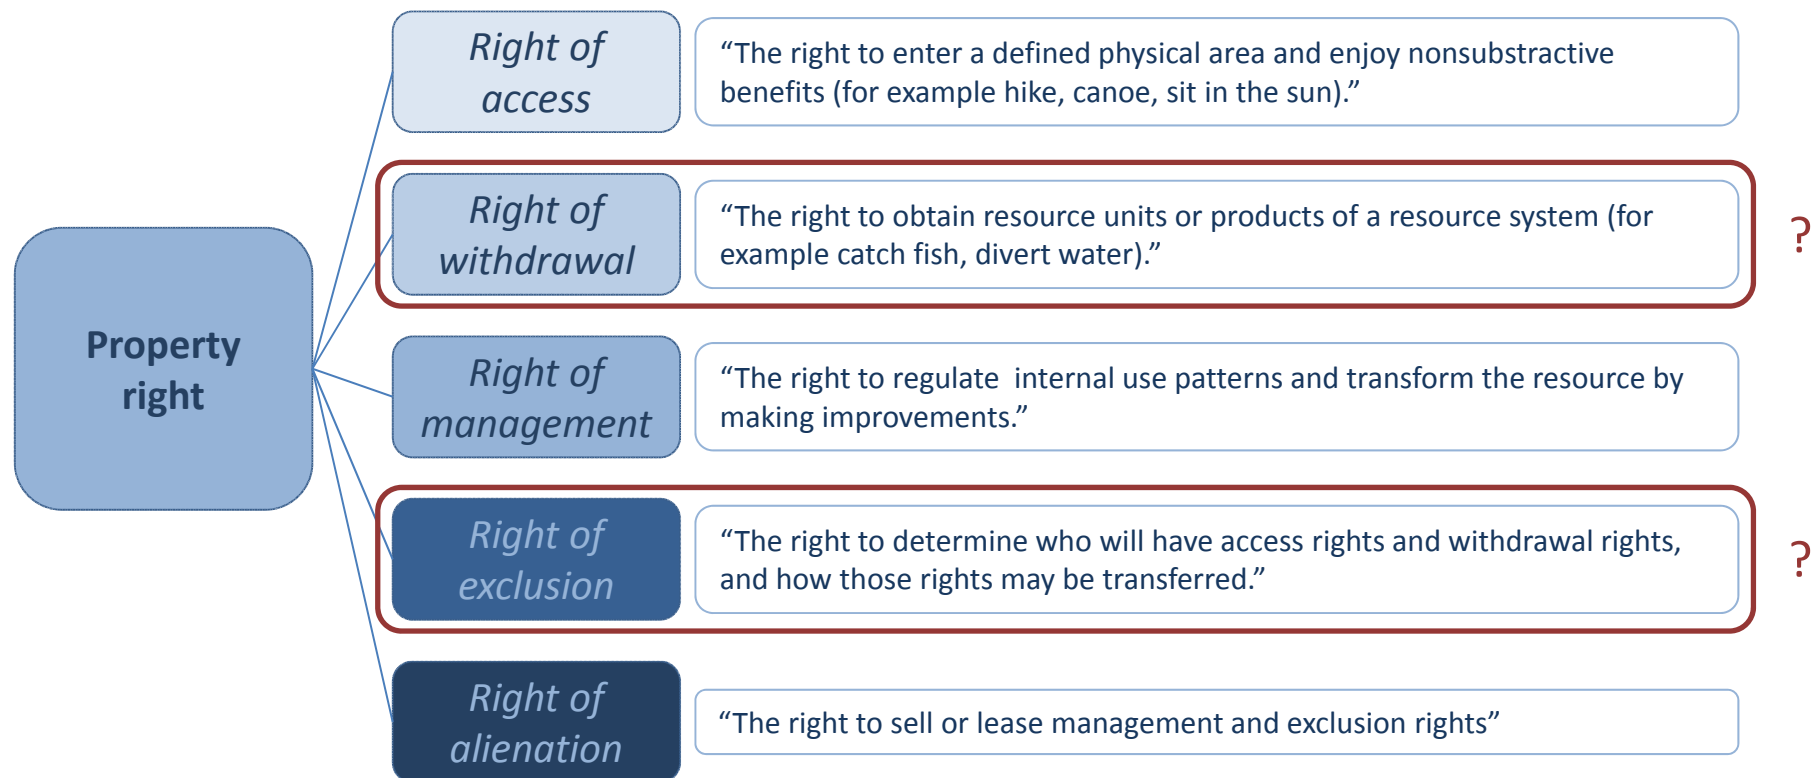 Property
right
Right of
access
“The right to enter a defined physical area and enjoy nonsubstractive
benefits (for example hike, canoe, sit in the sun).”
Right of
withdrawal
“The right to obtain resource units or products of a resource system (for
example catch fish, divert water).”
?
Right of
management
“The right to regulate  internal use patterns and transform the resource by
making improvements.”
Right of
exclusion
“The right to determine who will have access rights and withdrawal rights,
and how those rights may be transferred.”
?
Right of
alienation
“The right to sell or lease management and exclusion rights”